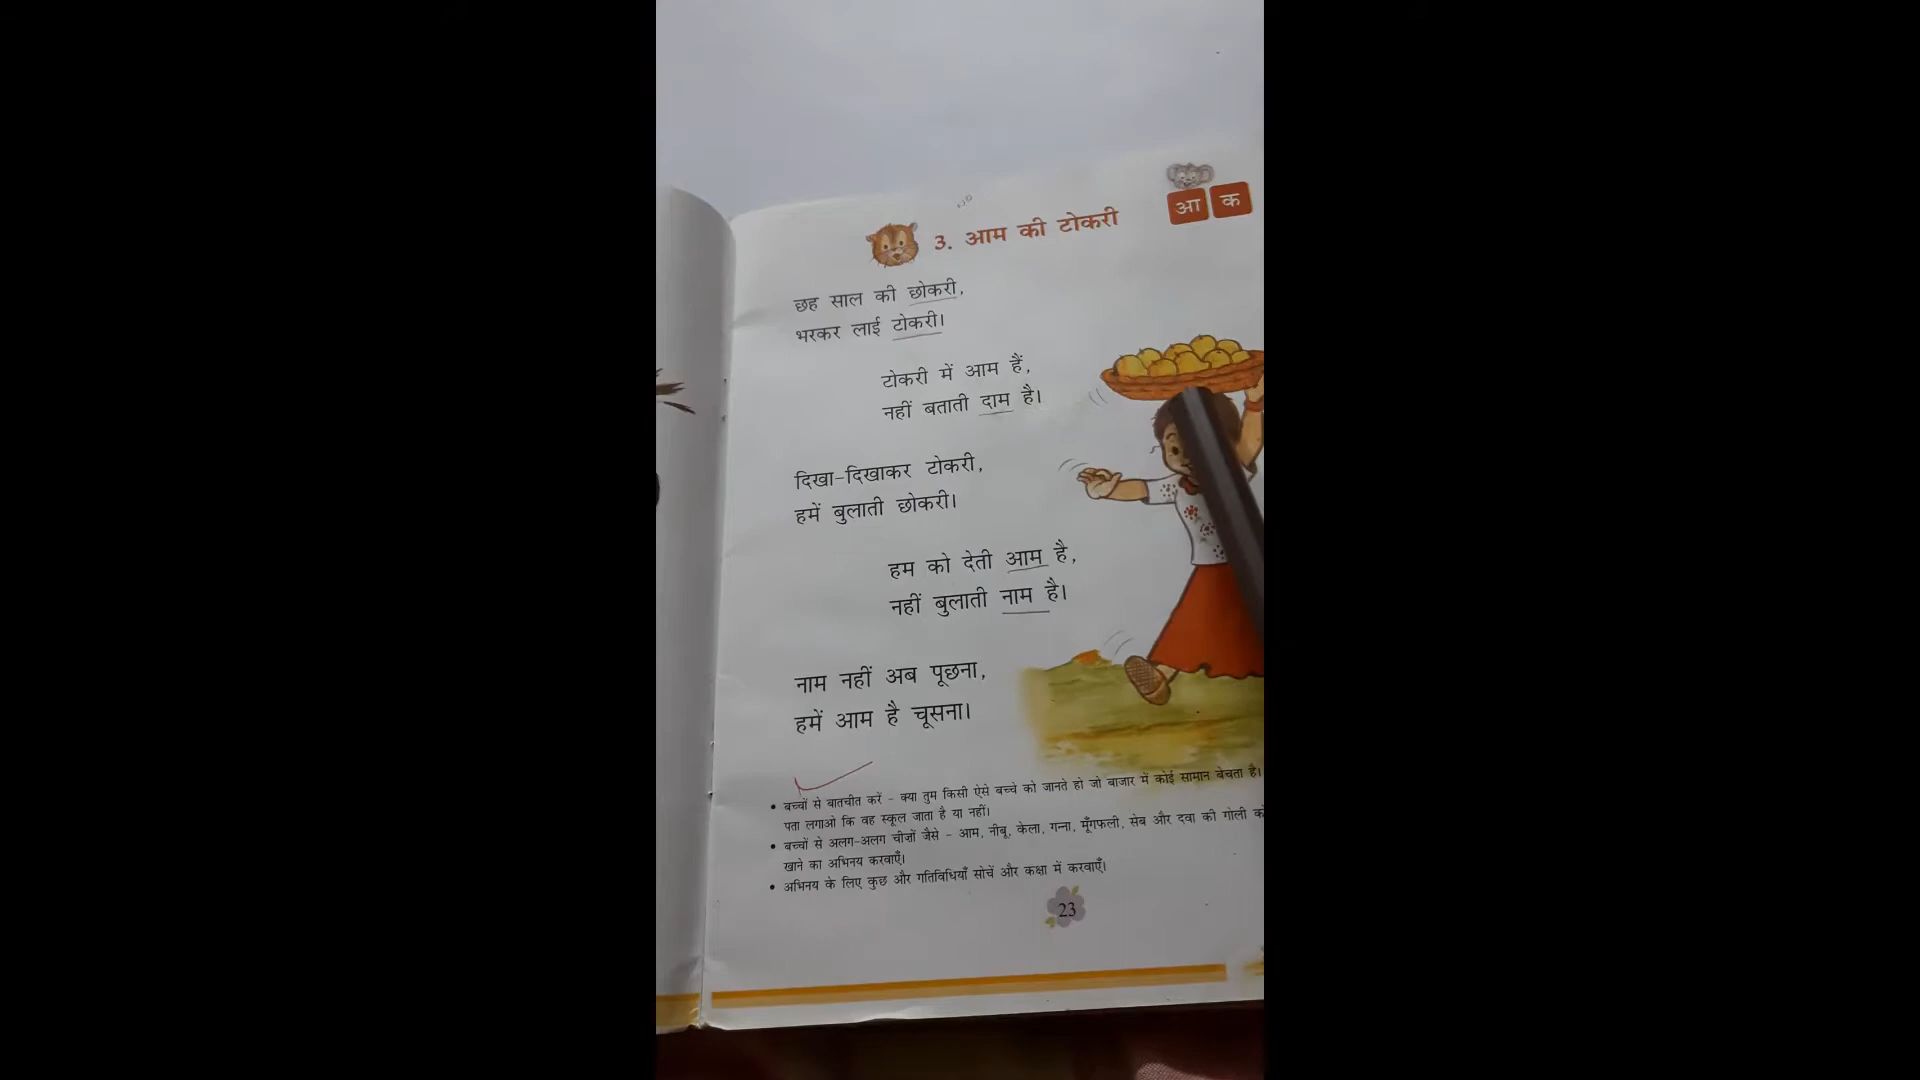 आ क
3. आम की टोकरी
छह साल की छोकरी,
भरकर लाई टोकरी।
टोकरी में आम हैं,
नहीं बताती दाम है।
दिखा-दिखाकर टोकरी,
हमें बुलाती छोकरी।
हम को देती आम है,
नहीं बुलाती नाम है।
नाम नहीं अब पूछना,
हमें आम है चूसना।
• बच्चों से बातचीत करें - क्या तुम किसी ऐसे बच्चे को जानते हो जो बाजार में कोई सामान बेचता है।
पता लगाओ कि वह स्कूल जाता है या नहीं।
• बच्चों से अलग-अलग चीज़ों जैसे - आम, नीबू, केला, गन्ना, मूँगफली, सेब और दवा की गोली को
खाने का अभिनय करवाएँ।
• अभिनय के लिए कुछ और गतिविधियाँ सोचें और कक्षा में करवाएँ।
23